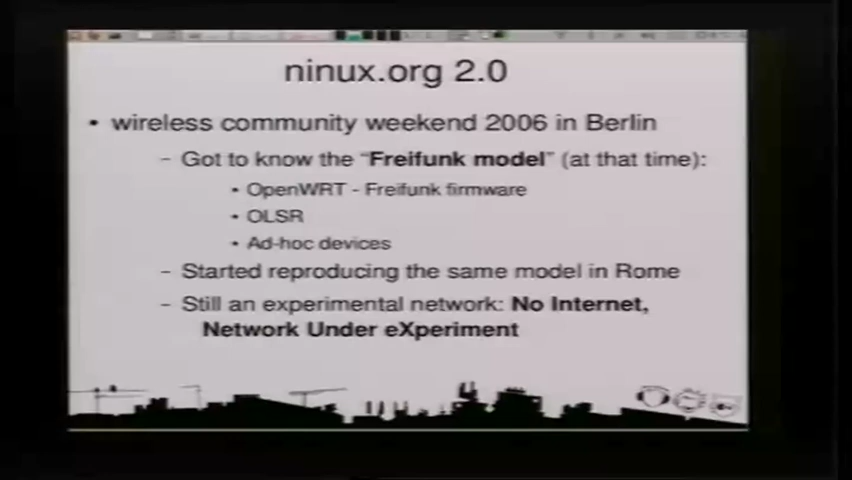 ninux.org 2.0
• wireless community weekend 2006 in Berlin
– Got to know the "Freifunk model" (at that time):
• OpenWRT - Freifunk firmware
• OLSR
• Ad-hoc devices
– Started reproducing the same model in Rome
– Still an experimental network: No Internet,
Network Under eXperiment